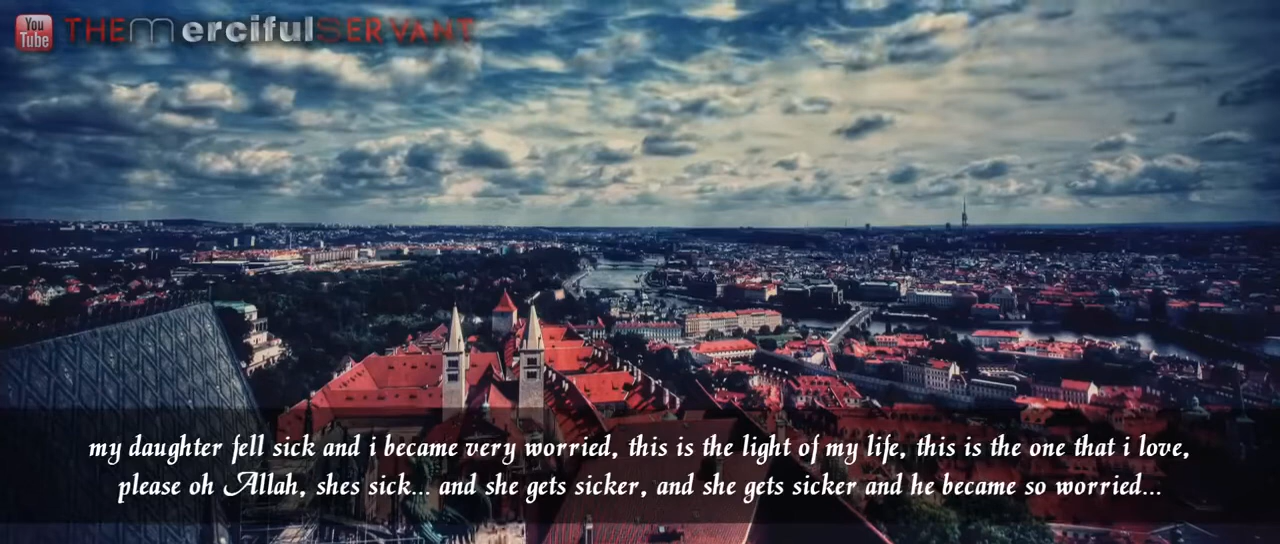 You
Tube
THEMercifulSERVANT
my daughter fell sick and i became very worried, this is the light of my life, this is the one that i love,
please oh Allah, shes sick... and she gets sicker, and she gets sicker and he became so worried...